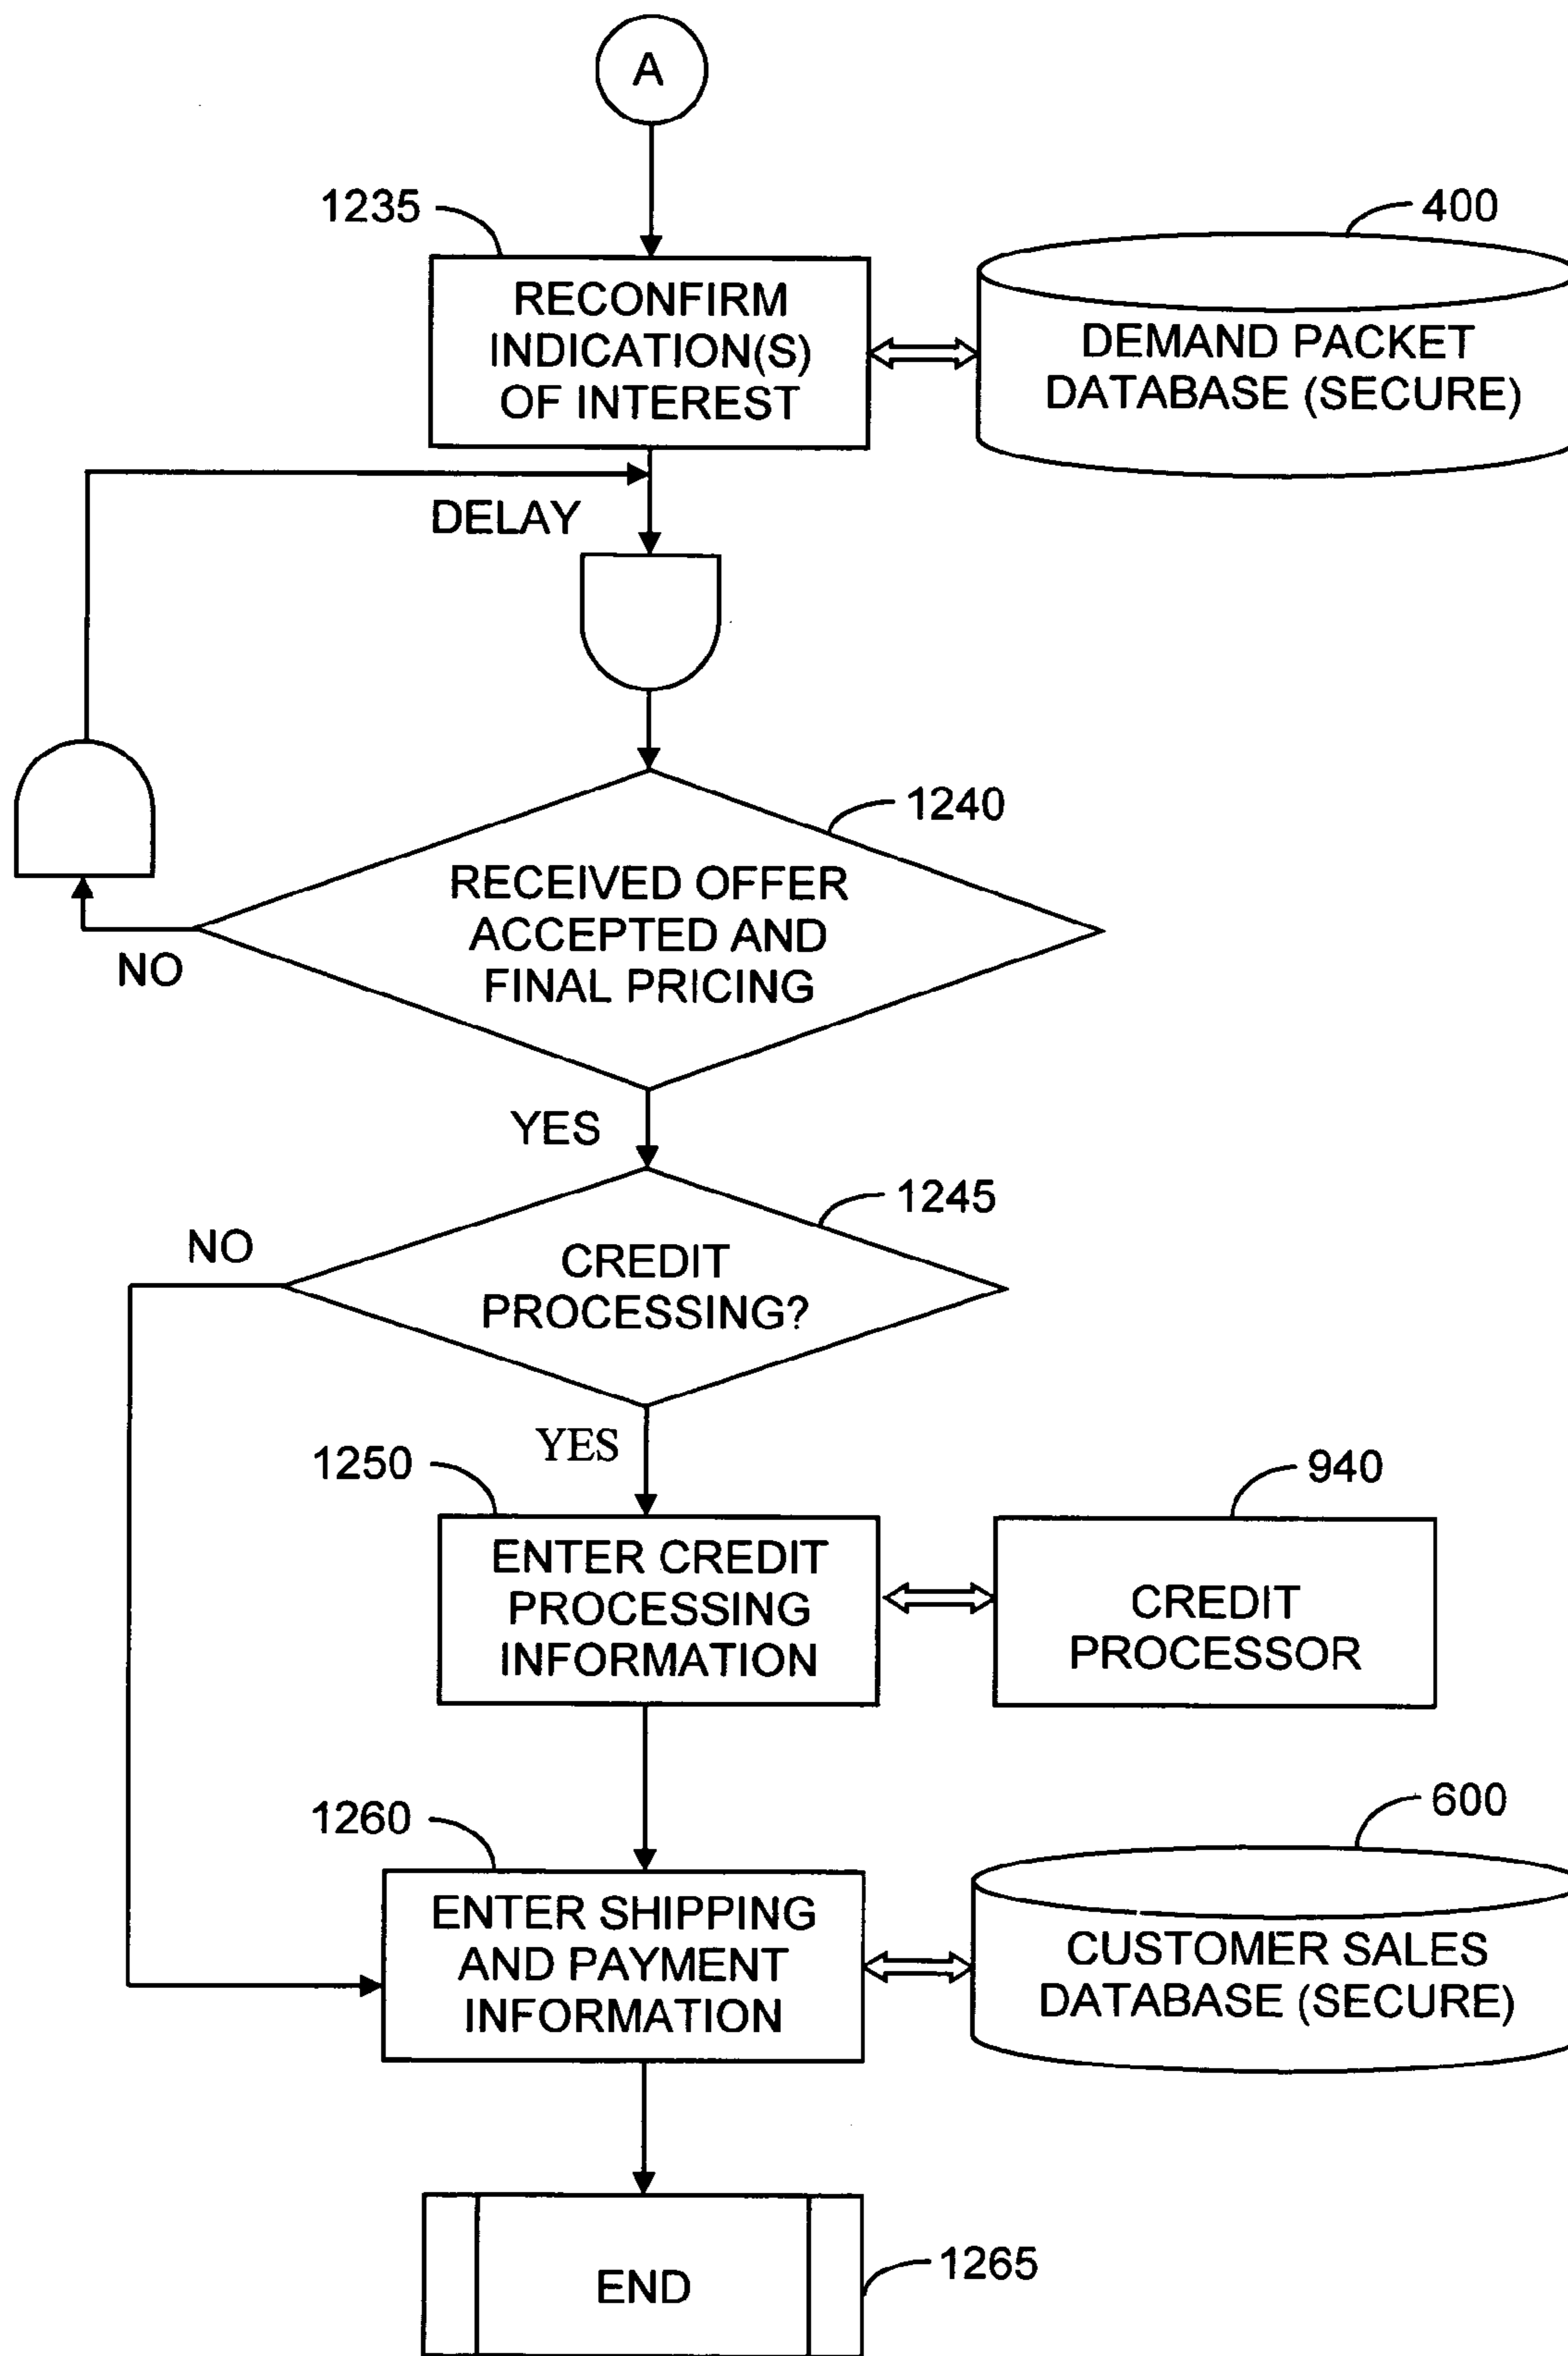 A
1235
400
RECONFIRM
INDICATION(S)
OF INTEREST
DEMAND PACKET
DATABASE (SECURE)
DELAY
1240
RECEIVED OFFER
ACCEPTED AND
FINAL PRICING
NO
YES
1245
NO
CREDIT
PROCESSING?
YES
1250
940
ENTER CREDIT
PROCESSING
INFORMATION
CREDIT
PROCESSOR
1260
600
ENTER SHIPPING
AND PAYMENT
INFORMATION
CUSTOMER SALES
DATABASE (SECURE)
END
1265